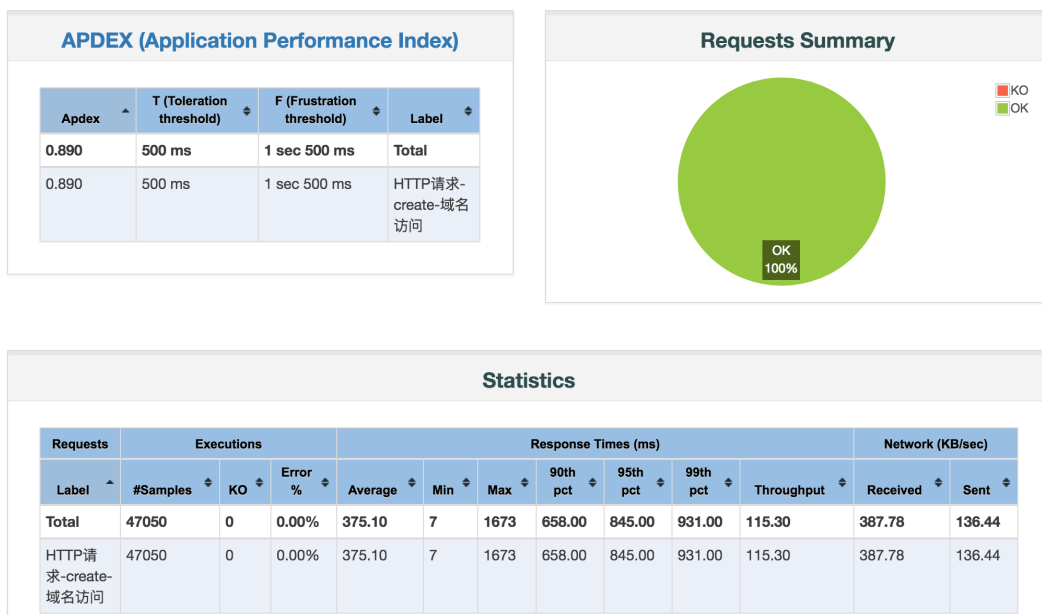 APDEX (Application Performance Index)
Apdex
T (Toleration
threshold)
F (Frustration
threshold)
Label
0.890 500 ms 1 sec 500 ms Total
0.890 500 ms 1 sec 500 ms HTTP请求-
create-域名
访问
Requests Summary
KO
OK
OK
100%
Statistics
Requests Executions Response Times (ms) Network (KB/sec)
Label
#Samples
KO
Error
%
Average
Min
Max
90th
pct
95th
pct
99th
pct
Throughput
Received
Sent
Total 47050 0 0.00% 375.10 7 1673 658.00 845.00 931.00 115.30 387.78 136.44
HTTP请 47050 0 0.00% 375.10 7 1673 658.00 845.00 931.00 115.30 387.78 136.44
求-create-
域名访问